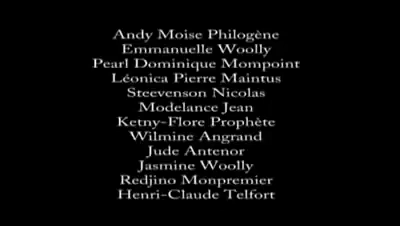 Andy Moise Philogène
Emmanuelle Woolly
Pearl Dominique Mompoint
Léonica Pierre Maintus
Steevenson Nicolas
Modelance Jean
Ketny-Flore Prophète
Wilmine Angrand
Jude Antenor
Jasmine Woolly
Redjino Monpremier
Henri-Claude Telfort